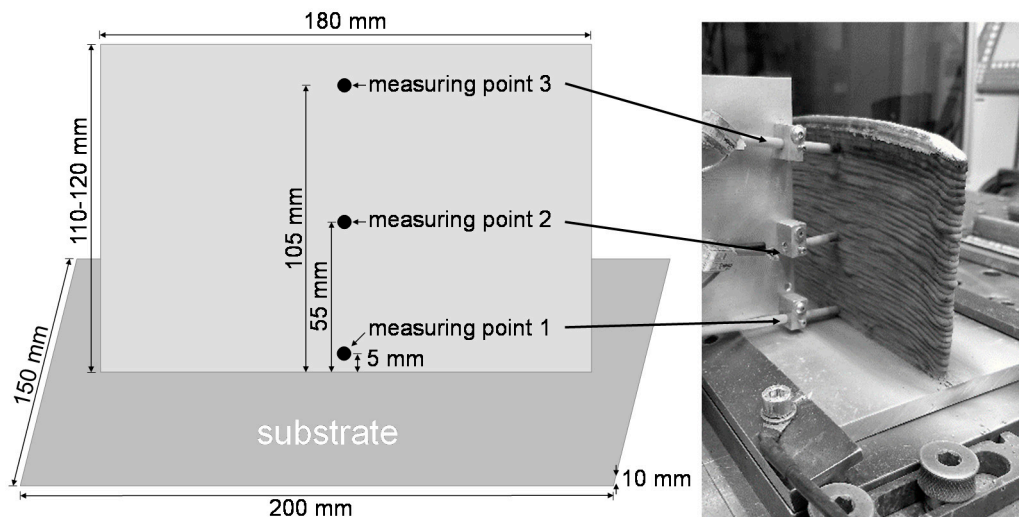 180 mm
measuring point 3
110-120 mm
105 mm
measuring point 2
55 mm
measuring point 1
5 mm
150 mm
substrate
10 mm
200 mm